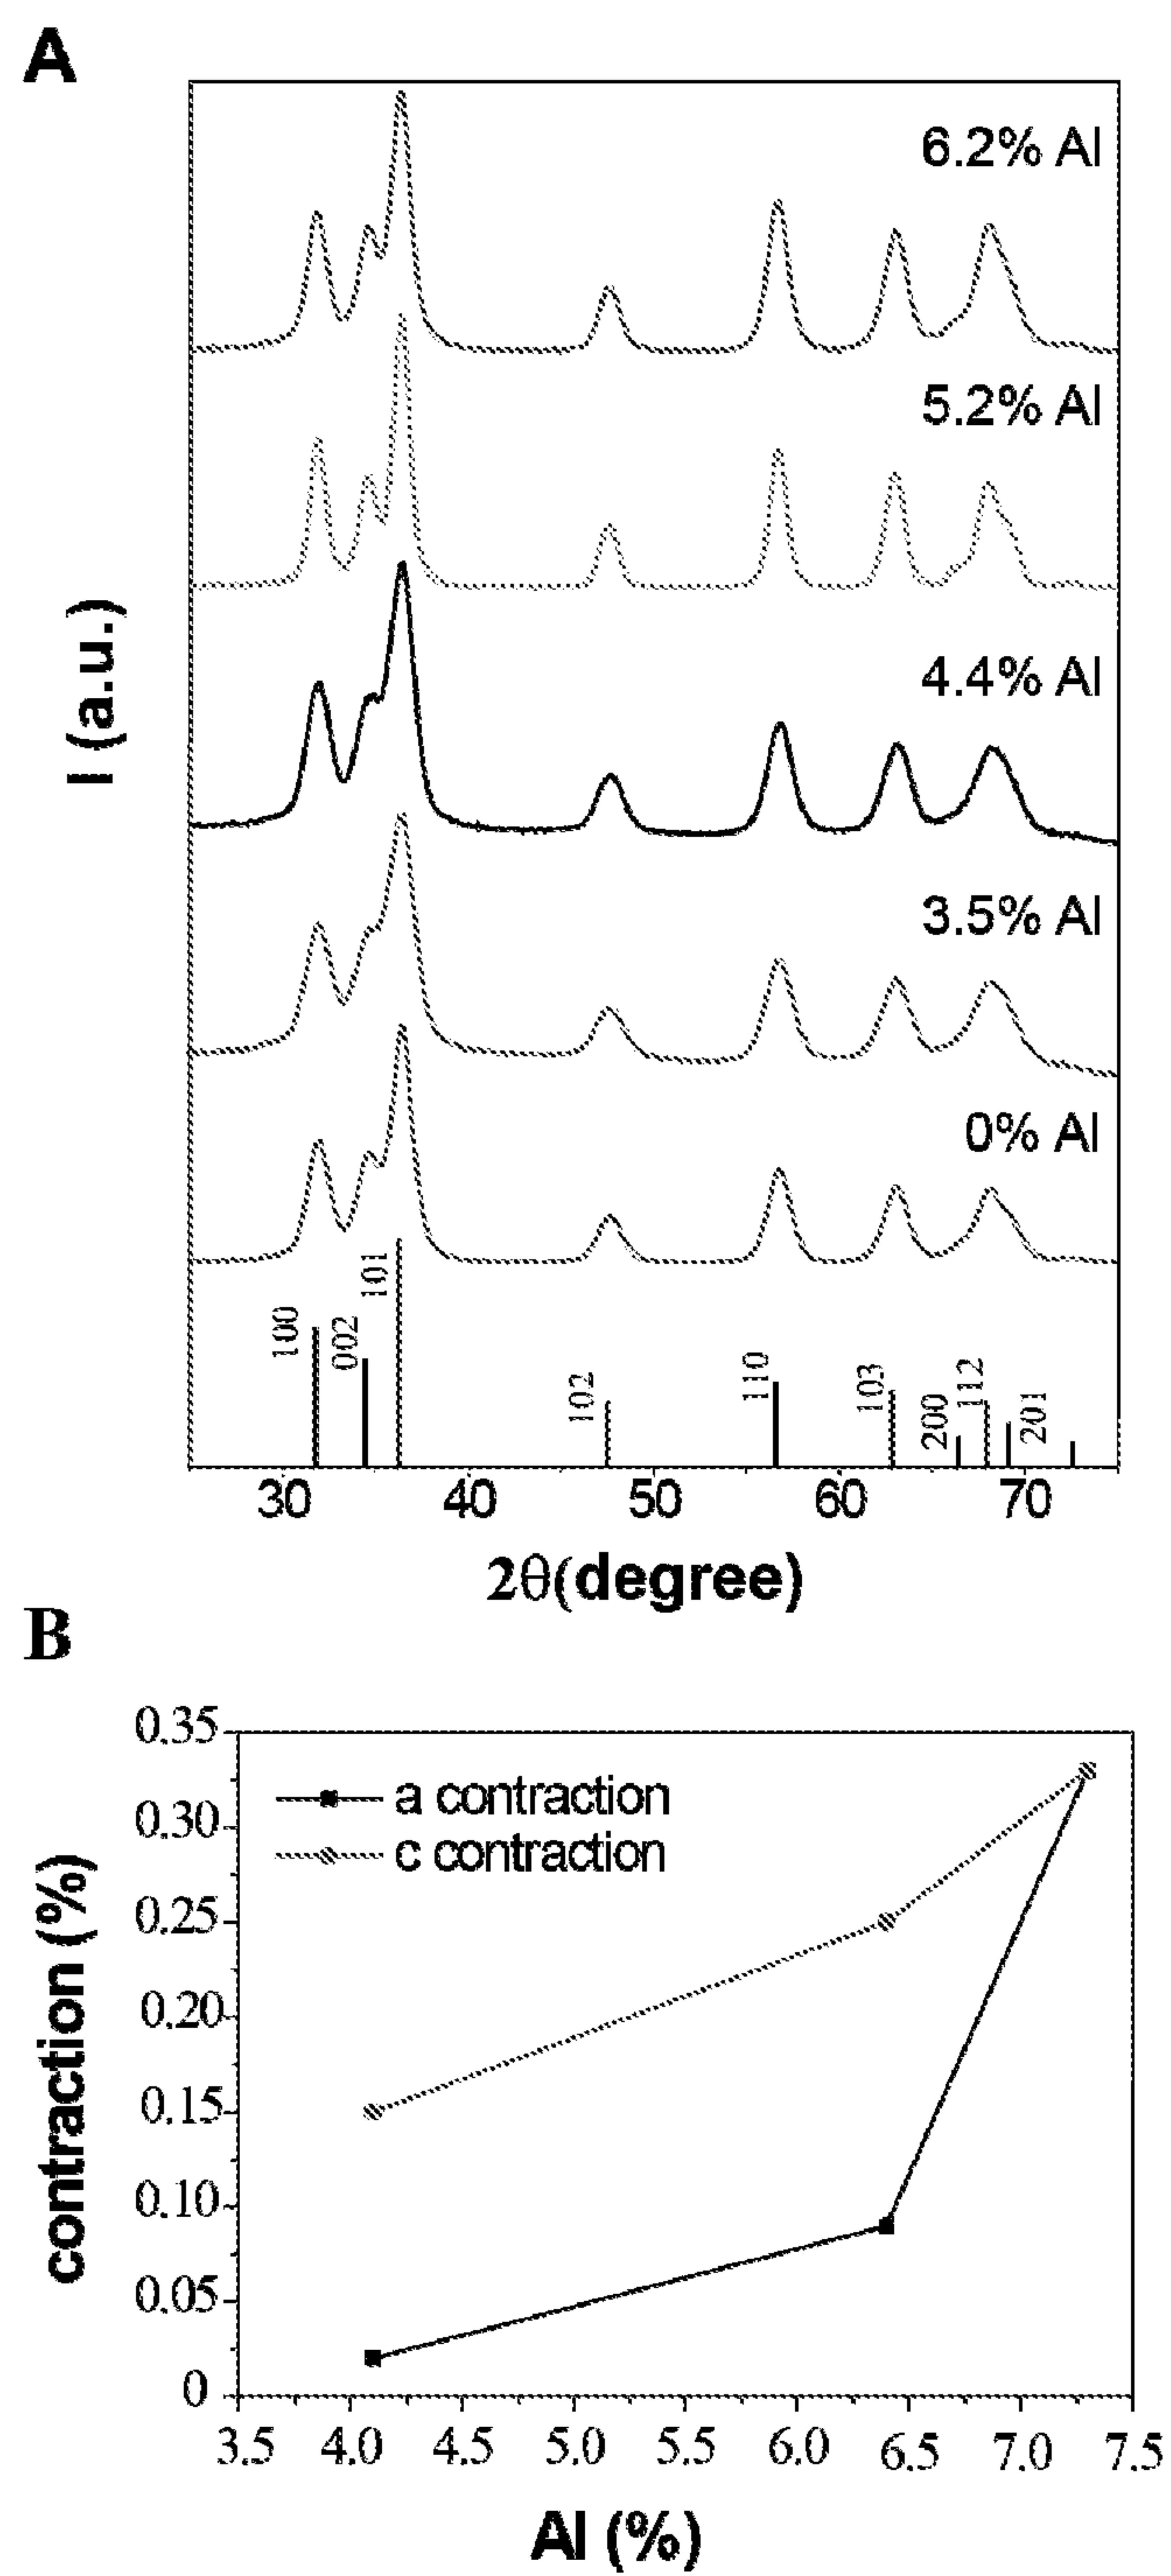 A
6.2% Al
5.2% Al
4.4% Al
3.5% Al
0% Al
I (a.u.)
100
002
101
102
110
103
200
112
201
30 40 50 60 70
2θ(degree)
B
0.35
0.30
0.25
0.20
0.15
0.10
0.05
0
a contraction
c contraction
contraction (%)
3.5 4.0 4.5 5.0 5.5 6.0 6.5 7.0 7.5
Al (%)